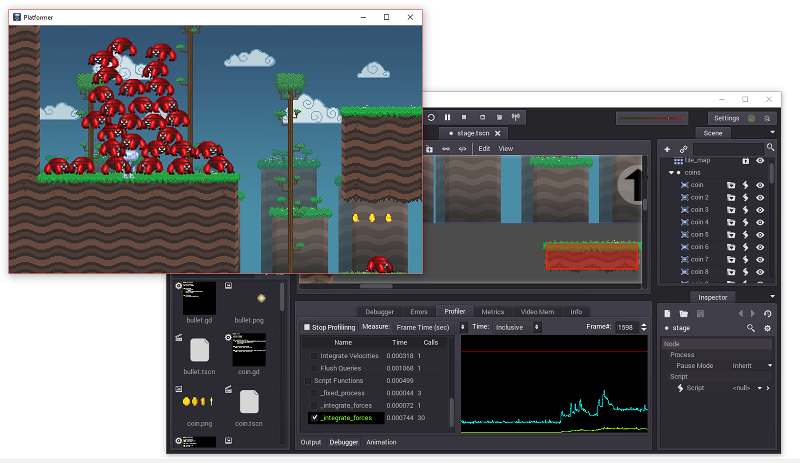 Platformer
Settings
stage.tscn
Scene
Edit View
tile_map
coins
coin
coin 2
coin 3
coin 4
coin 5
coin 6
coin 7
coin 8
Inspector
bullet.gd
bullet.png
bullet.tscn
coin.gd
coin.png
coin.tscn
Debugger Errors Profiler Metrics Video Mem Info
Stop Profilinng Measure: Frame Time (sec) Time: Inclusive Frame#: 1598
Name Time Calls
Integrate Velocities 0.000318 1
Flush Queries 0.001068 1
Script Functions 0.000499
_fixed_process 0.000044 3
_integrate_forces 0.000072 1
_integrate_forces 0.000744 30
Output Debugger Animation
stage
Node
Process
Pause Mode Inherit
Script
Script <null>